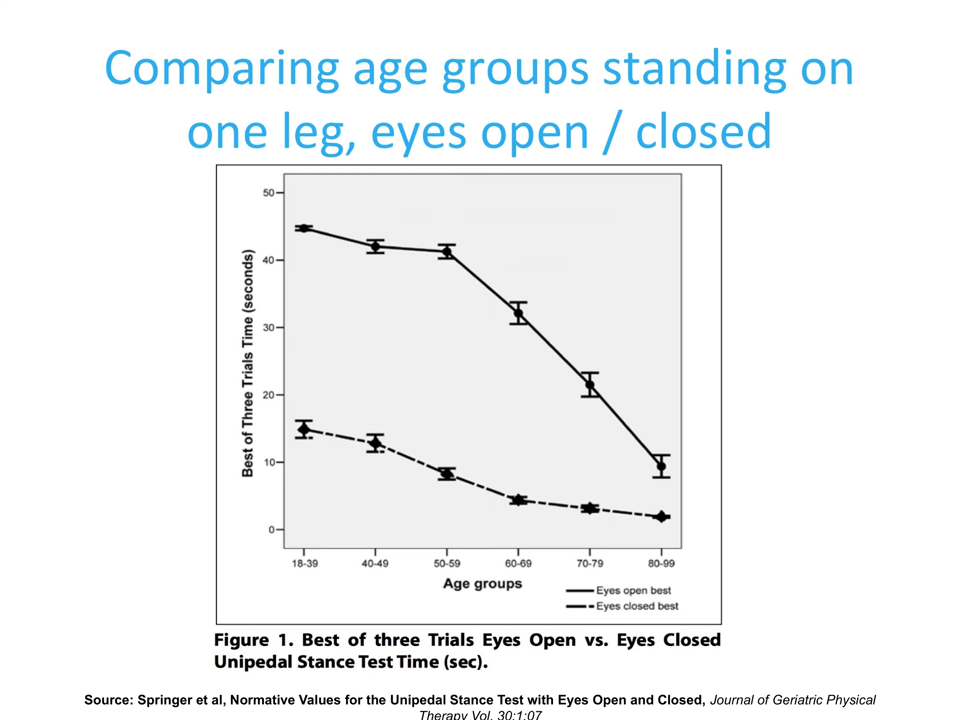 Comparing age groups standing on
one leg, eyes open / closed
Best of Three Trials Time (seconds)
50
40
30
20
10
0
18-39 40-49 50-59 60-69 70-79 80-99
Age groups
Eyes open best
Eyes closed best
Figure 1. Best of three Trials Eyes Open vs. Eyes Closed
Unipedal Stance Test Time (sec).
Source: Springer et al, Normative Values for the Unipedal Stance Test with Eyes Open and Closed, Journal of Geriatric Physical
Therapy Vol. 30;1:07